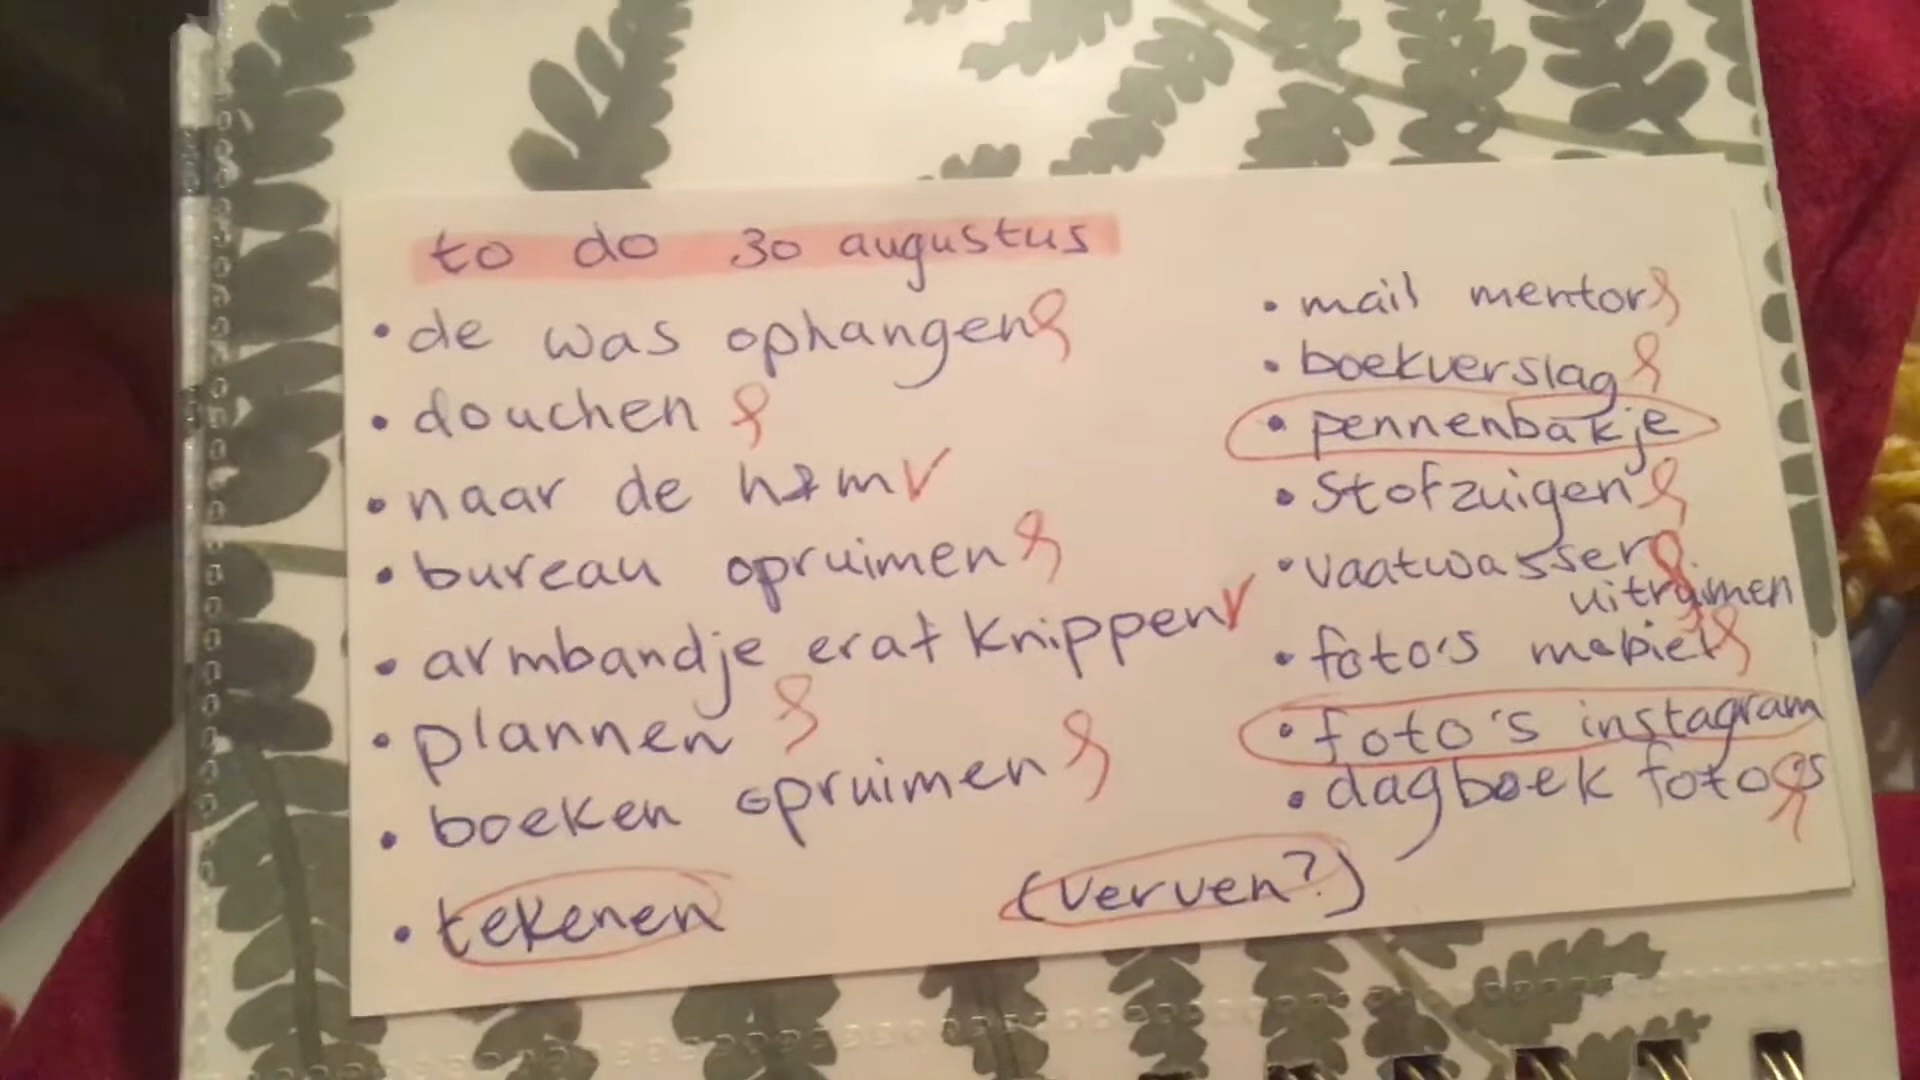 to do 30 augustus
• de was ophangen
• douchen
• naar de h&m
• bureau opruimen
• armbandje eraf knippen
• plannen
• boeken opruimen
• tekenen
• mail mentor
• boekverslag
• pennenbakje
• stofzuigen
• vaatwasser
uitruimen
• foto's mobiel
• foto's instagram
• dagboek foto's
(verven?)